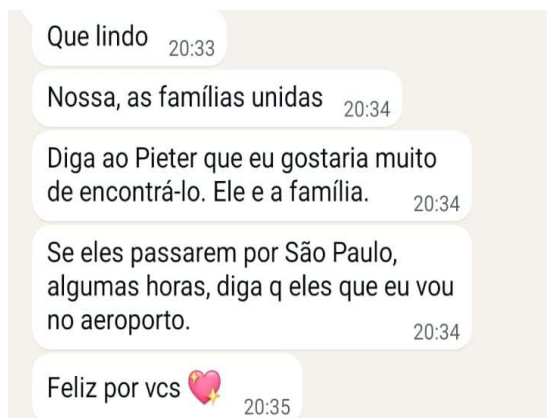 Que lindo 20:33
Nossa, as famílias unidas 20:34
Diga ao Pieter que eu gostaria muito
de encontrá-lo. Ele e a família. 20:34
Se eles passarem por São Paulo,
algumas horas, diga q eles que eu vou
no aeroporto. 20:34
Feliz por vcs 💖 20:35